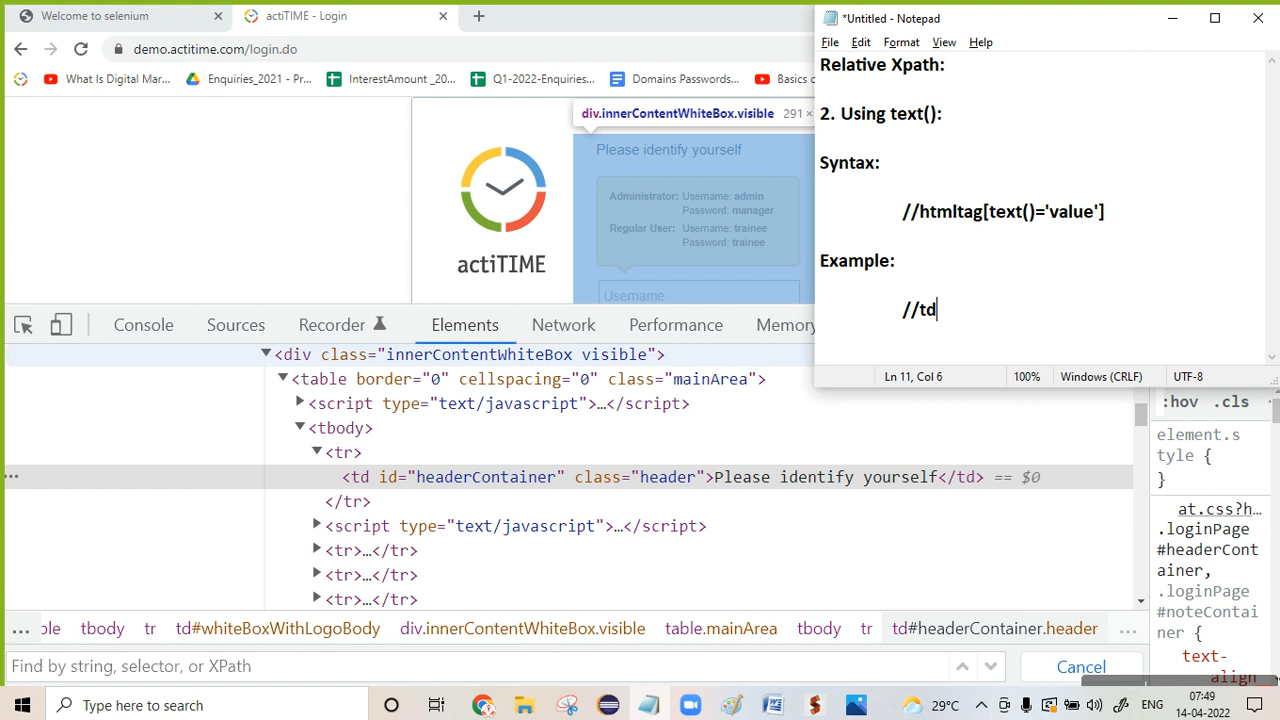 Welcome to selenium
actiTIME - Login
demo.actitime.com/login.do
What Is Digital Mar...
Enquiries_2021 - Pr...
InterestAmount _20...
Q1-2022-Enquiries...
Domains Passwords...
Basics o
*Untitled - Notepad
File Edit Format View Help
Relative Xpath:
2. Using text():
Syntax:
//htmltag[text()='value']
Example:
//td
Ln 11, Col 6 100% Windows (CRLF) UTF-8
div.innerContentWhiteBox.visible 291 ×
Please identify yourself
Administrator: Username: admin
Password: manager
Regular User: Username: trainee
Password: trainee
Username
actiTIME
Console Sources Recorder Elements Network Performance Memory
<div class="innerContentWhiteBox visible">
<table border="0" cellspacing="0" class="mainArea">
<script type="text/javascript">…</script>
<tbody>
<tr>
... <td id="headerContainer" class="header">Please identify yourself</td> == $0
</tr>
<script type="text/javascript">…</script>
<tr>…</tr>
<tr>…</tr>
<tr>…</tr>
:hov .cls
element.s
tyle {
}
at.css?h…
.loginPage
#headerCont
ainer,
.loginPage
#noteContai
ner {
text-
align
... ble tbody tr td#whiteBoxWithLogoBody div.innerContentWhiteBox.visible table.mainArea tbody tr td#headerContainer.header ...
Find by string, selector, or XPath
Cancel
Type here to search
29°C
ENG
07:49
14-04-2022